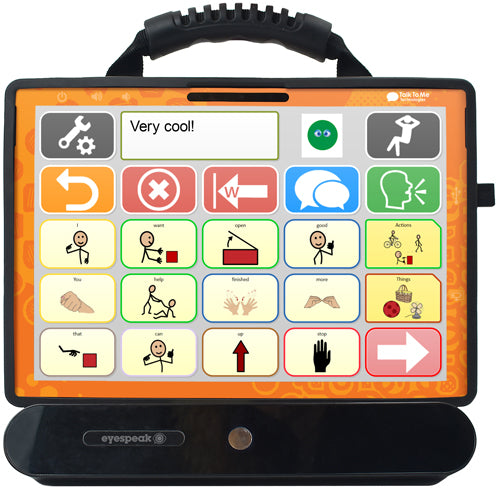 Talk To Me
Technologies
Very cool!
W
I
want
open
good
Actions
You
help
finished
more
Things
that
can
up
stop
eyespeak